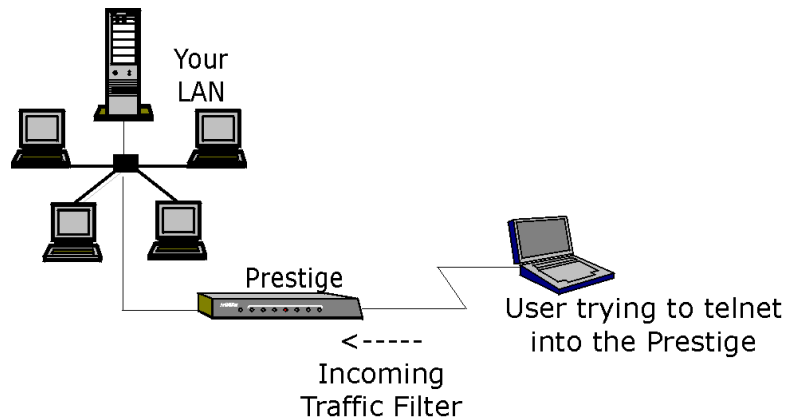 Your
LAN
Prestige
User trying to telnet
into the Prestige
<-----
Incoming
Traffic Filter